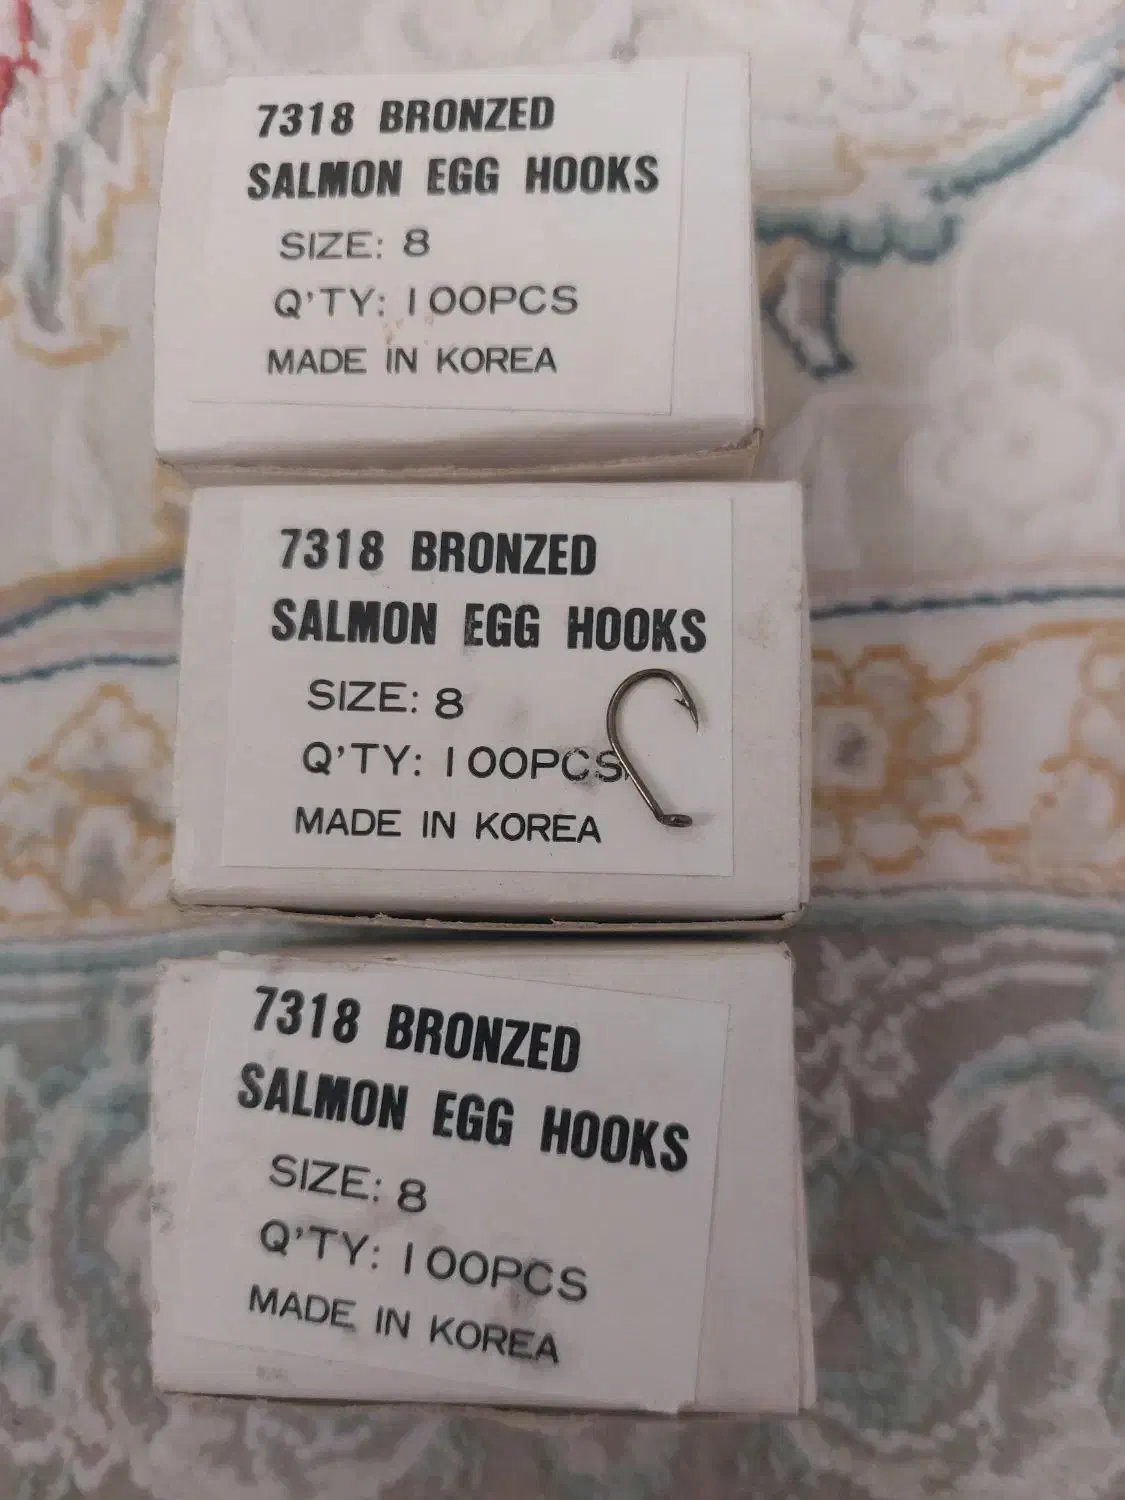 7318 BRONZED
SALMON EGG HOOKS
SIZE: 8
Q'TY: 100PCS
MADE IN KOREA
7318 BRONZED
SALMON EGG HOOKS
SIZE: 8
Q'TY: 100PCS
MADE IN KOREA
7318 BRONZED
SALMON EGG HOOKS
SIZE: 8
Q'TY: 100PCS
MADE IN KOREA